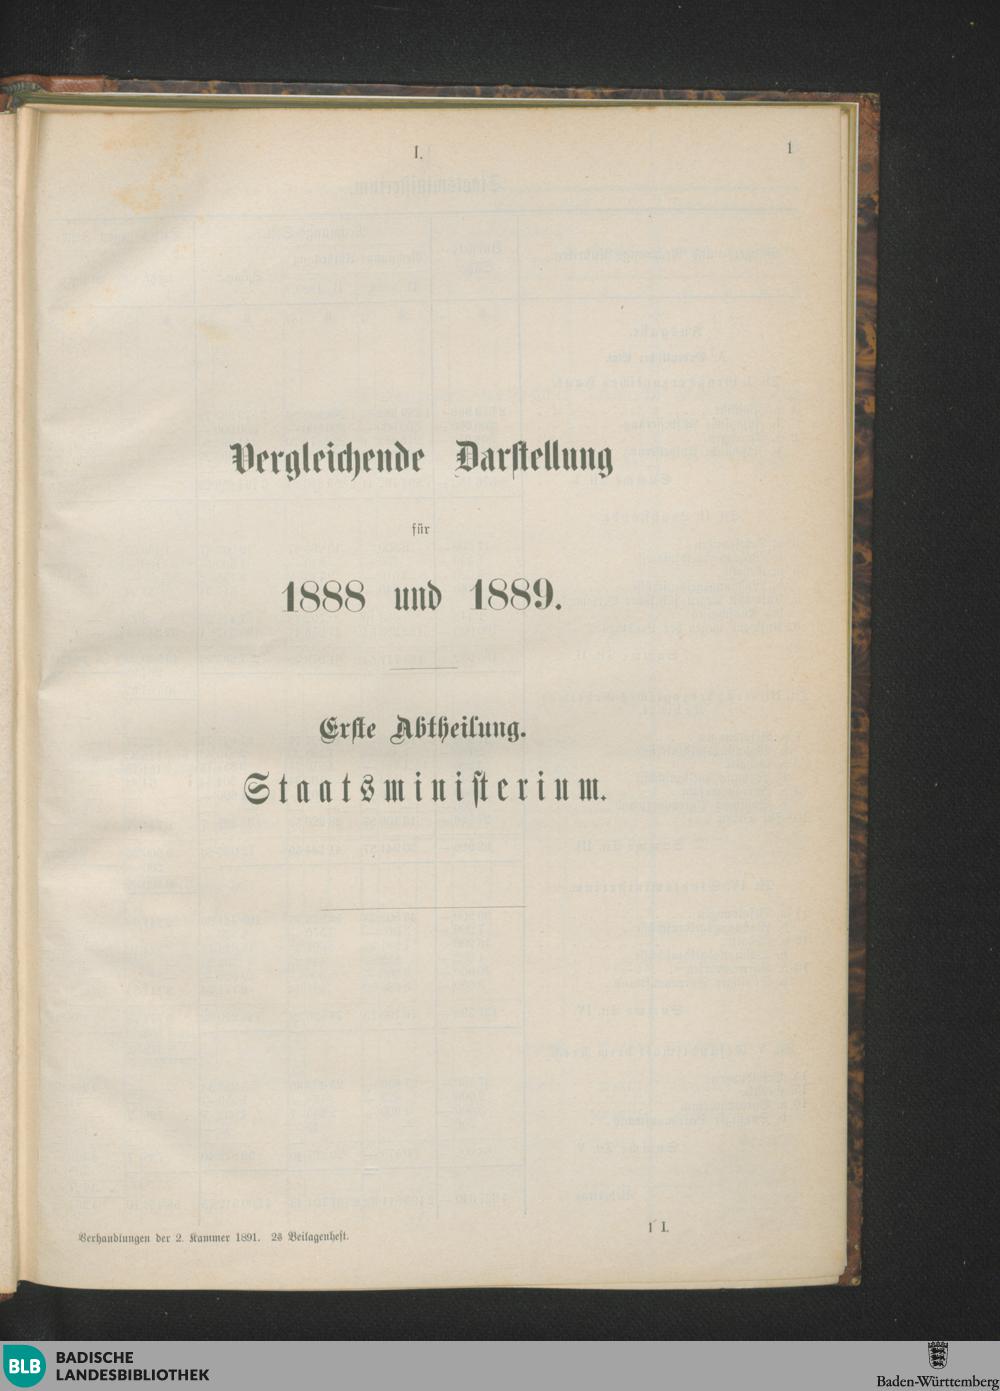 I.
1
Vergleichende Darstellung
für
1888 und 1889.
Erste Abtheilung.
Staatsministerium.
Verhandlungen der 2. Kammer 1891. 2s Beilagenheft.
1 I.
BLB
BADISCHE
LANDESBIBLIOTHEK
Baden-Württemberg